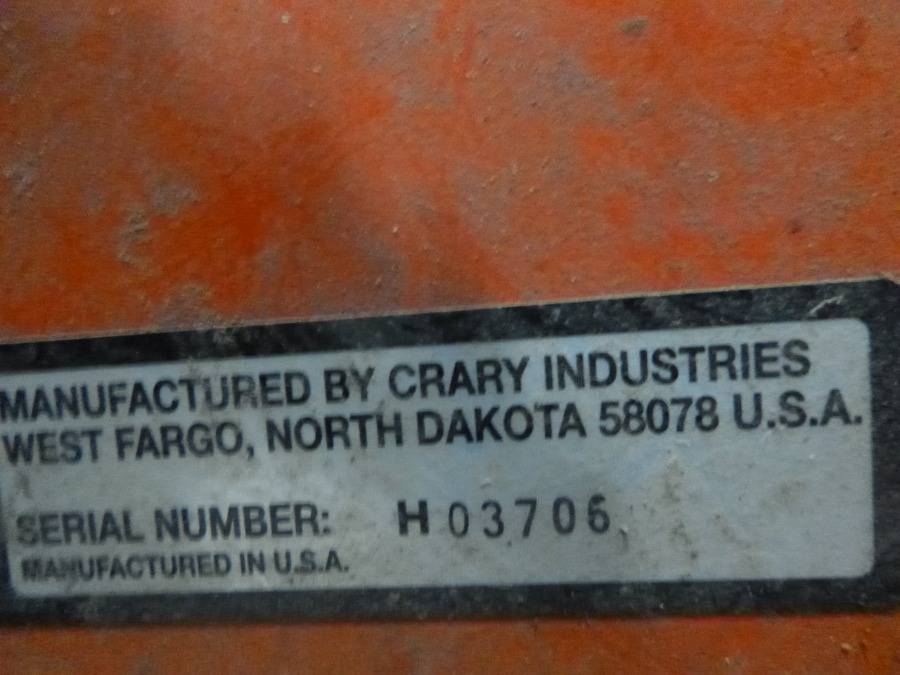 MANUFACTURED BY CRARY INDUSTRIES
WEST FARGO, NORTH DAKOTA 58078 U.S.A.
SERIAL NUMBER: H 03706
MANUFACTURED IN U.S.A.